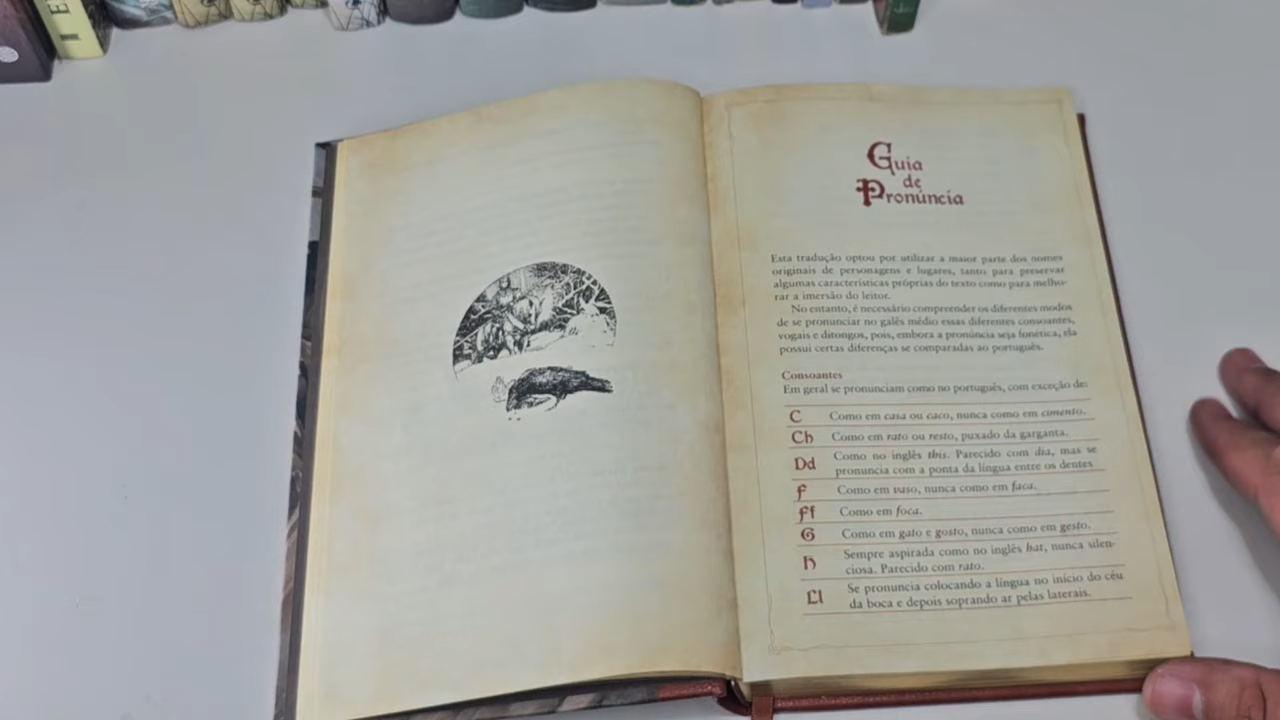 Guia
de
Pronúncia
Esta tradução optou por utilizar a maior parte dos nomes
originais de personagens e lugares, tanto para preservar
algumas características próprias do texto como para melho-
rar a imersão do leitor.
No entanto, é necessário compreender os diferentes modos
de se pronunciar no galês médio essas diferentes consoantes,
vogais e ditongos, pois, embora a pronúncia seja fonética, ela
possui certas diferenças se comparadas ao português.
Consoantes
Em geral se pronunciam como no português, com exceção de:
C Como em casa ou caco, nunca como em cimento.
Ch Como em rato ou resto, puxado da garganta.
Dd Como no inglês this. Parecido com dia, mas se
pronuncia com a ponta da língua entre os dentes
F Como em vaso, nunca como em faca.
Ff Como em foca.
G Como em gato e gosto, nunca como em gesto.
H Sempre aspirada como no inglês hat, nunca silen-
ciosa. Parecido com rato.
Ll Se pronuncia colocando a língua no início do céu
da boca e depois soprando ar pelas laterais.